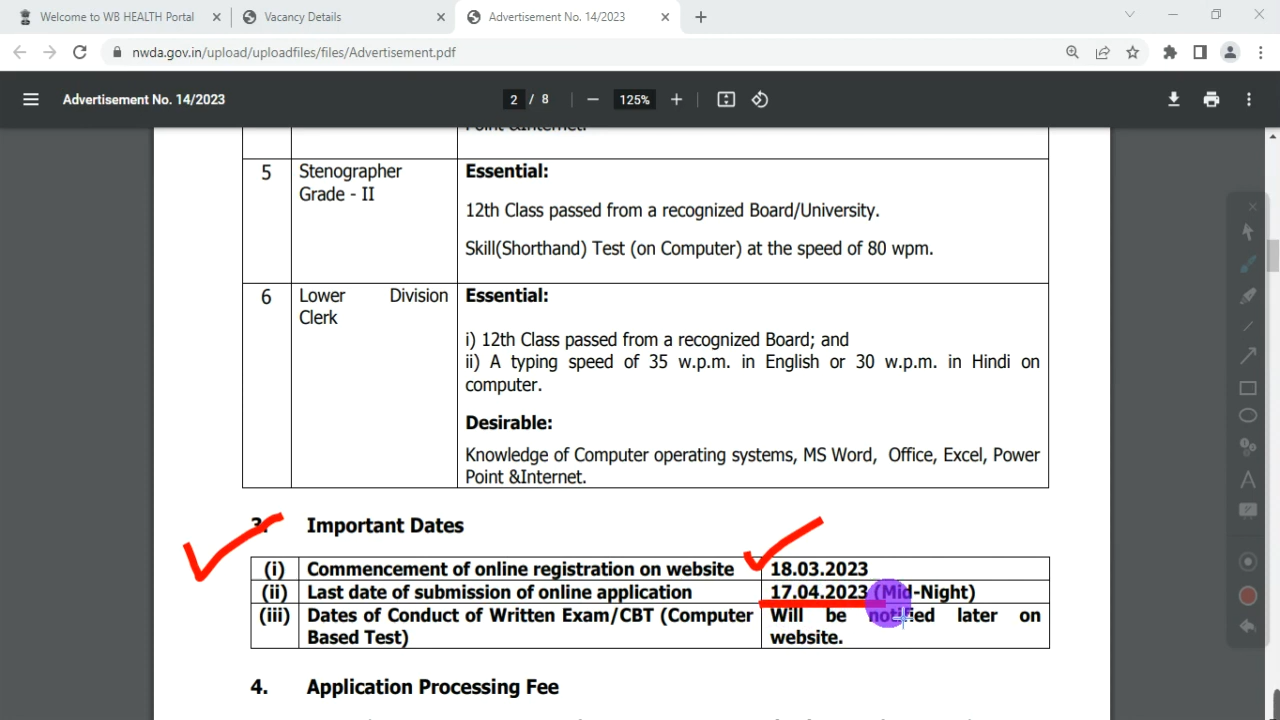 Welcome to WB HEALTH Portal
Vacancy Details
Advertisement No. 14/2023
nwda.gov.in/upload/uploadfiles/files/Advertisement.pdf
Advertisement No. 14/2023
2 / 8
125%
Point &Internet.
5 Stenographer Essential:
Grade - II
12th Class passed from a recognized Board/University.
Skill(Shorthand) Test (on Computer) at the speed of 80 wpm.
6 Lower Division Essential:
Clerk
i) 12th Class passed from a recognized Board; and
ii) A typing speed of 35 w.p.m. in English or 30 w.p.m. in Hindi on
computer.
Desirable:
Knowledge of Computer operating systems, MS Word, Office, Excel, Power
Point &Internet.
3. Important Dates
(i) Commencement of online registration on website 18.03.2023
(ii) Last date of submission of online application 17.04.2023 (Mid-Night)
(iii) Dates of Conduct of Written Exam/CBT (Computer Will be notified later on
Based Test) website.
4. Application Processing Fee